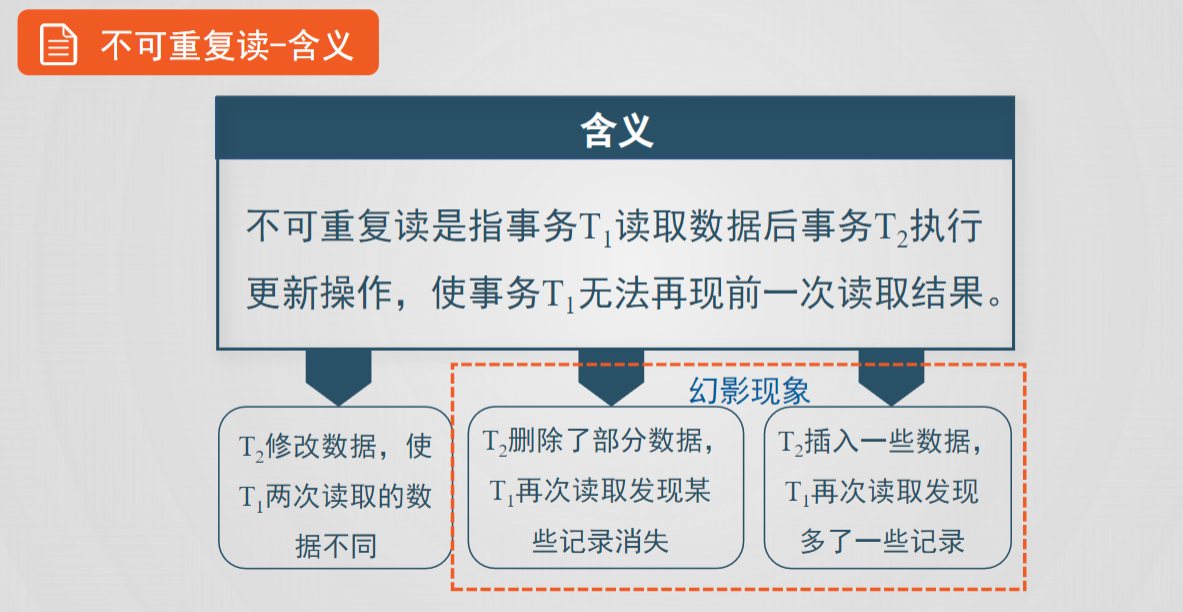 不可重复读-含义
含义
不可重复读是指事务T₁读取数据后事务T₂执行
更新操作，使事务T₁无法再现前一次读取结果。
幻影现象
T₂修改数据，使
T₁两次读取的数
据不同
T₂删除了部分数据，
T₁再次读取发现某
些记录消失
T₂插入一些数据，
T₁再次读取发现
多了一些记录